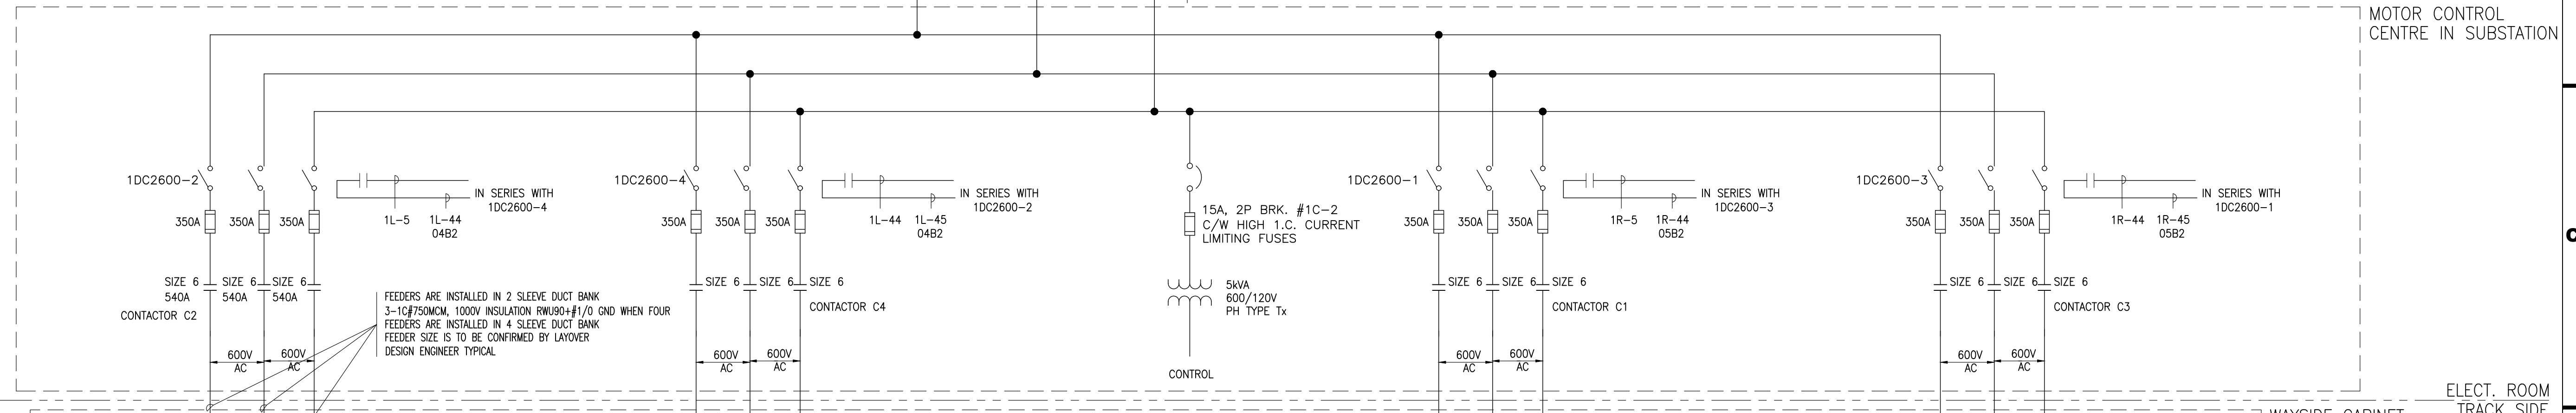 MOTOR CONTROL
CENTRE IN SUBSTATION
1DC2600-2
IN SERIES WITH
1DC2600-4
350A
350A
350A
1L-5
1L-44
04B2
SIZE 6
540A
SIZE 6
540A
SIZE 6
540A
CONTACTOR C2
FEEDERS ARE INSTALLED IN 2 SLEEVE DUCT BANK
3-1C#750MCM, 1000V INSULATION RWU90+#1/0 GND WHEN FOUR
FEEDERS ARE INSTALLED IN 4 SLEEVE DUCT BANK
FEEDER SIZE IS TO BE CONFIRMED BY LAYOVER
DESIGN ENGINEER TYPICAL
600V
AC
600V
AC
1DC2600-4
IN SERIES WITH
1DC2600-2
350A
350A
350A
1L-44
1L-45
04B2
SIZE 6
SIZE 6
SIZE 6
CONTACTOR C4
600V
AC
600V
AC
15A, 2P BRK. #1C-2
C/W HIGH 1.C. CURRENT
LIMITING FUSES
5kVA
600/120V
PH TYPE Tx
CONTROL
1DC2600-1
IN SERIES WITH
1DC2600-3
350A
350A
350A
1R-5
1R-44
05B2
SIZE 6
SIZE 6
SIZE 6
CONTACTOR C1
600V
AC
600V
AC
1DC2600-3
IN SERIES WITH
1DC2600-1
350A
350A
350A
1R-44
1R-45
05B2
SIZE 6
SIZE 6
SIZE 6
CONTACTOR C3
600V
AC
600V
AC
ELECT. ROOM
TRACK SIDE
WAYSIDE CABINET